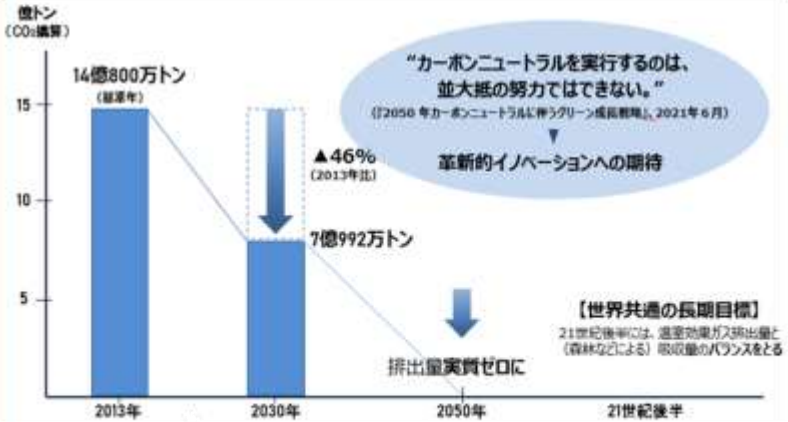 億トン
(CO₂換算)
14億800万トン
(基準年)
15
10
5
▲46%
(2013年比)
7億992万トン
“カーボンニュートラルを実行するのは、
並大抵の努力ではできない。”
(『2050 年カーボンニュートラルに伴うグリーン成長戦略』、2021年6月)
革新的イノベーションへの期待
排出量実質ゼロに
【世界共通の長期目標】
21世紀後半には、温室効果ガス排出量と
(森林などによる) 吸収量のバランスをとる
2013年
2030年
2050年
21世紀後半